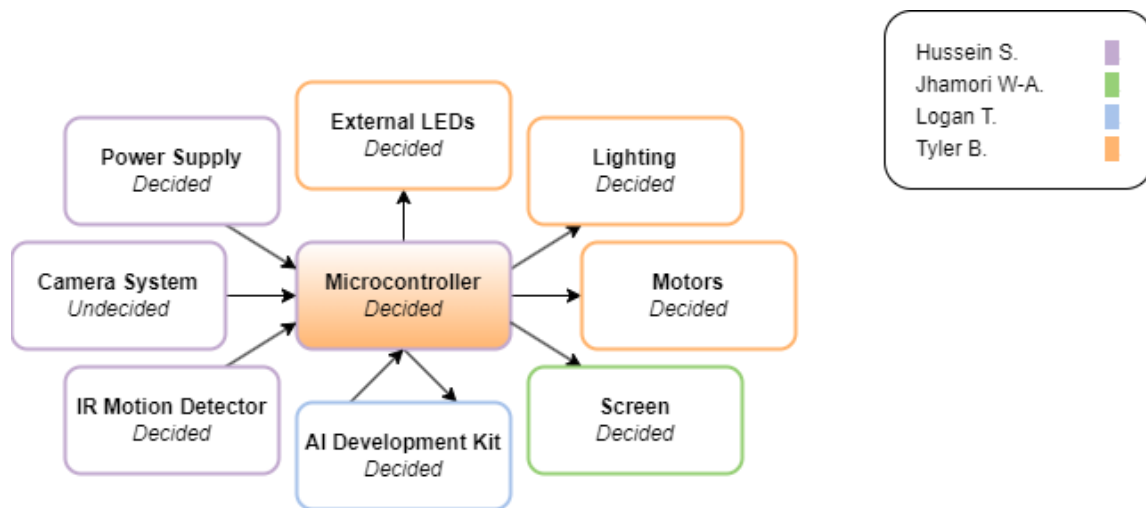 Hussein S.
Jhamori W-A.
Logan T.
Tyler B.
External LEDs
Decided
Power Supply
Decided
Lighting
Decided
Camera System
Undecided
Microcontroller
Decided
Motors
Decided
IR Motion Detector
Decided
AI Development Kit
Decided
Screen
Decided